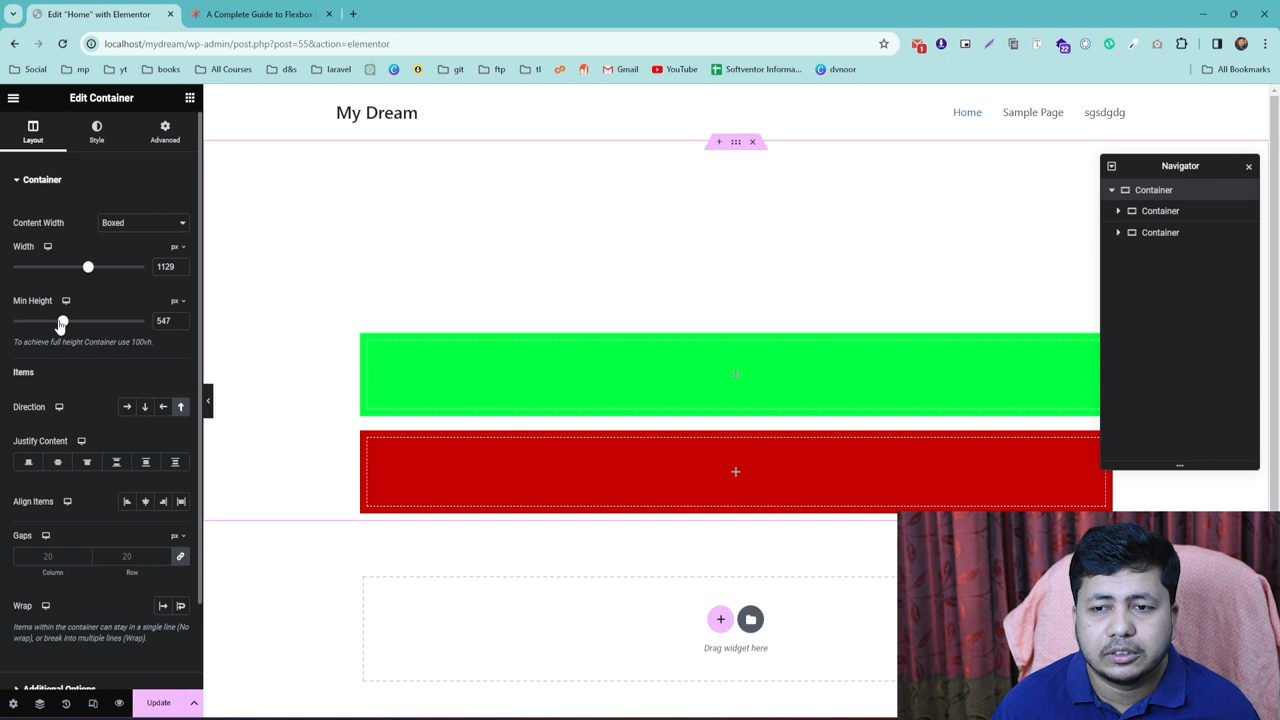 Edit "Home" with Elementor
A Complete Guide to Flexbox
localhost/mydream/wp-admin/post.php?post=55&action=elementor
Social
mp
yt
books
All Courses
d&s
laravel
git
ftp
tl
Gmail
YouTube
Softventor Informa...
dvnoor
All Bookmarks
1
22
Edit Container
Layout
Style
Advanced
Container
Content Width
Boxed
Width
px
1129
Min Height
px
547
To achieve full height Container use 100vh.
Items
Direction
Justify Content
Align Items
Gaps
px
20
20
Column
Row
Wrap
Items within the container can stay in a single line (No
wrap), or break into multiple lines (Wrap).
Additional Options
Update
My Dream
Home
Sample Page
sgsdgdg
Navigator
Container
Container
Container
Drag widget here